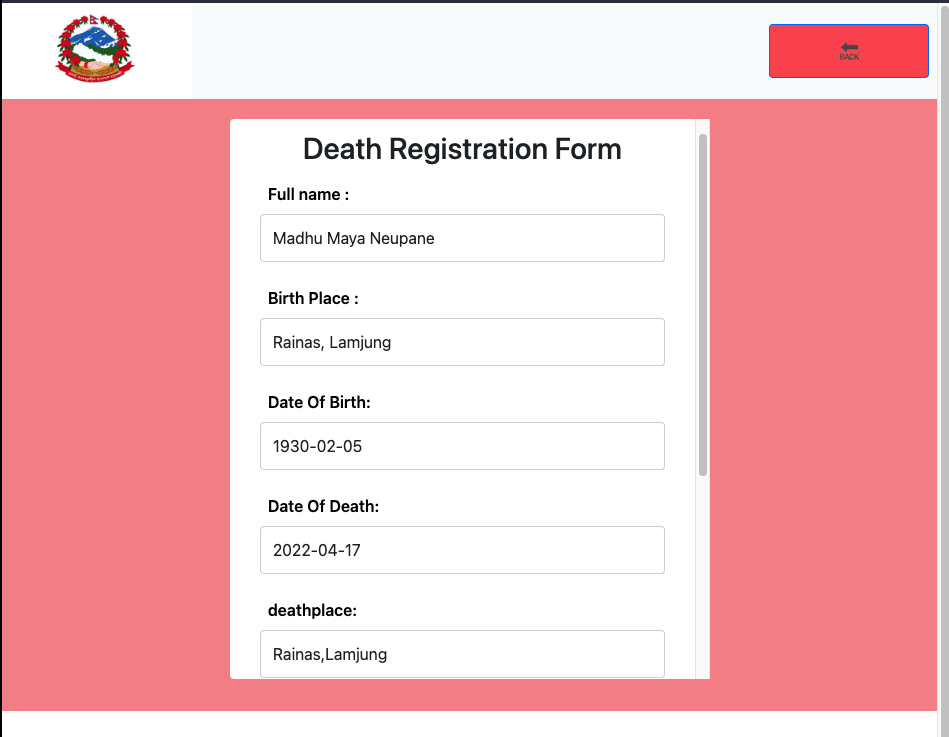 BACK
Death Registration Form
Full name :
Madhu Maya Neupane
Birth Place :
Rainas, Lamjung
Date Of Birth:
1930-02-05
Date Of Death:
2022-04-17
deathplace:
Rainas,Lamjung